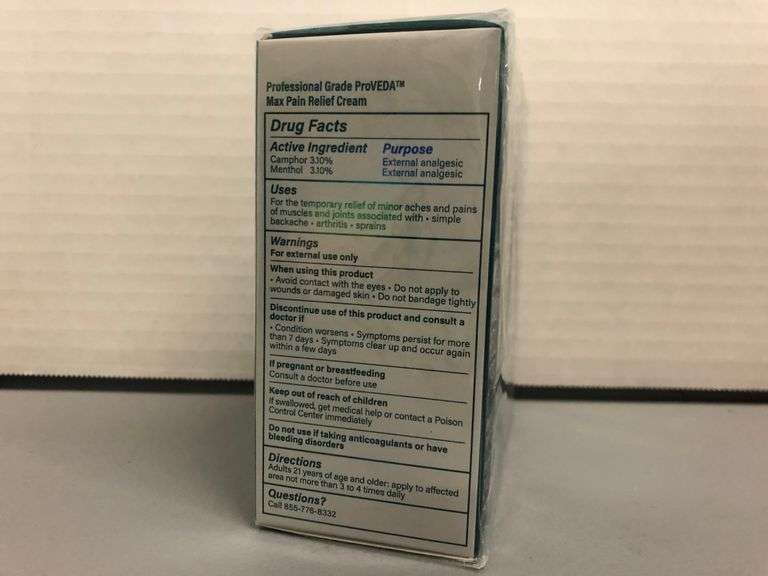 Professional Grade ProVEDA™
Max Pain Relief Cream
Drug Facts
Active Ingredient Purpose
Camphor 3.10% External analgesic
Menthol 3.10% External analgesic
Uses
For the temporary relief of minor aches and pains
of muscles and joints associated with • simple
backache • arthritis • sprains
Warnings
For external use only
When using this product
• Avoid contact with the eyes • Do not apply to
wounds or damaged skin • Do not bandage tightly
Discontinue use of this product and consult a
doctor if
• Condition worsens • Symptoms persist for more
than 7 days • Symptoms clear up and occur again
within a few days
If pregnant or breastfeeding
Consult a doctor before use
Keep out of reach of children
If swallowed, get medical help or contact a Poison
Control Center immediately
Do not use if taking anticoagulants or have
bleeding disorders
Directions
Adults 21 years of age and older: apply to affected
area not more than 3 to 4 times daily
Questions?
Call 855-776-8332